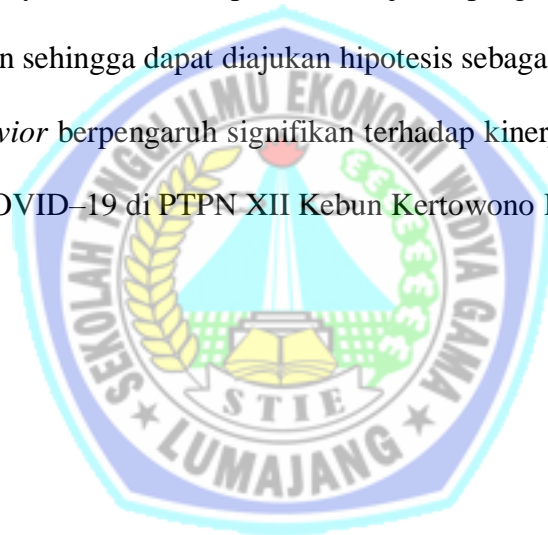 n sehingga dapat diajukan hipotesis sebaga
vior berpengaruh signifikan terhadap kiner
OVID–19 di PTPN XII Kebun Kertowono
SEKOLAH TINGGI ILMU EKONOMI WIDYA GAMA
STIE
LUMAJANG